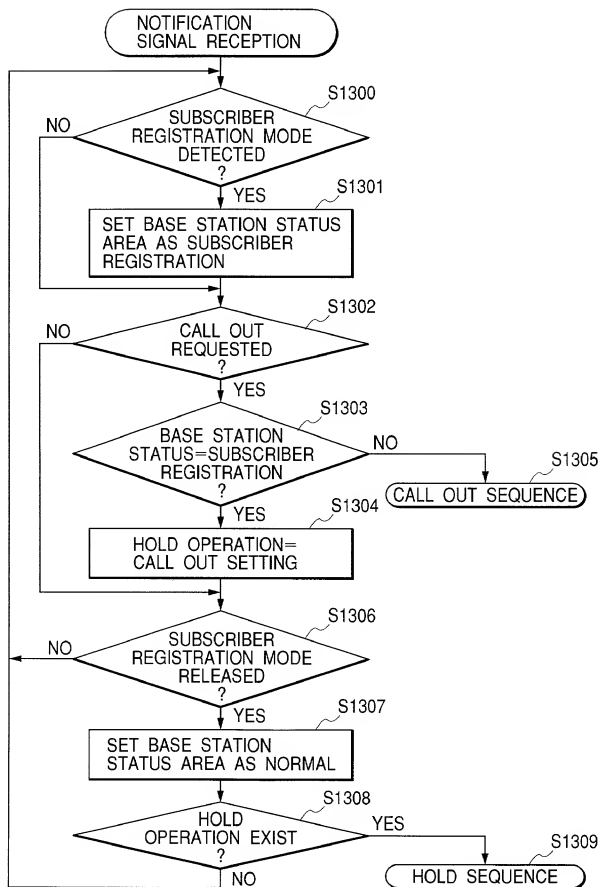 NOTIFICATION
SIGNAL RECEPTION
S1300
NO
SUBSCRIBER
REGISTRATION MODE
DETECTED
?
YES
S1301
SET BASE STATION STATUS
AREA AS SUBSCRIBER
REGISTRATION
S1302
NO
CALL OUT
REQUESTED
?
YES
S1303
BASE STATION
STATUS=SUBSCRIBER
REGISTRATION
?
NO
S1305
CALL OUT SEQUENCE
YES
S1304
HOLD OPERATION=
CALL OUT SETTING
S1306
NO
SUBSCRIBER
REGISTRATION MODE
RELEASED
?
YES
S1307
SET BASE STATION
STATUS AREA AS NORMAL
S1308
HOLD
OPERATION EXIST
?
YES
S1309
HOLD SEQUENCE
NO